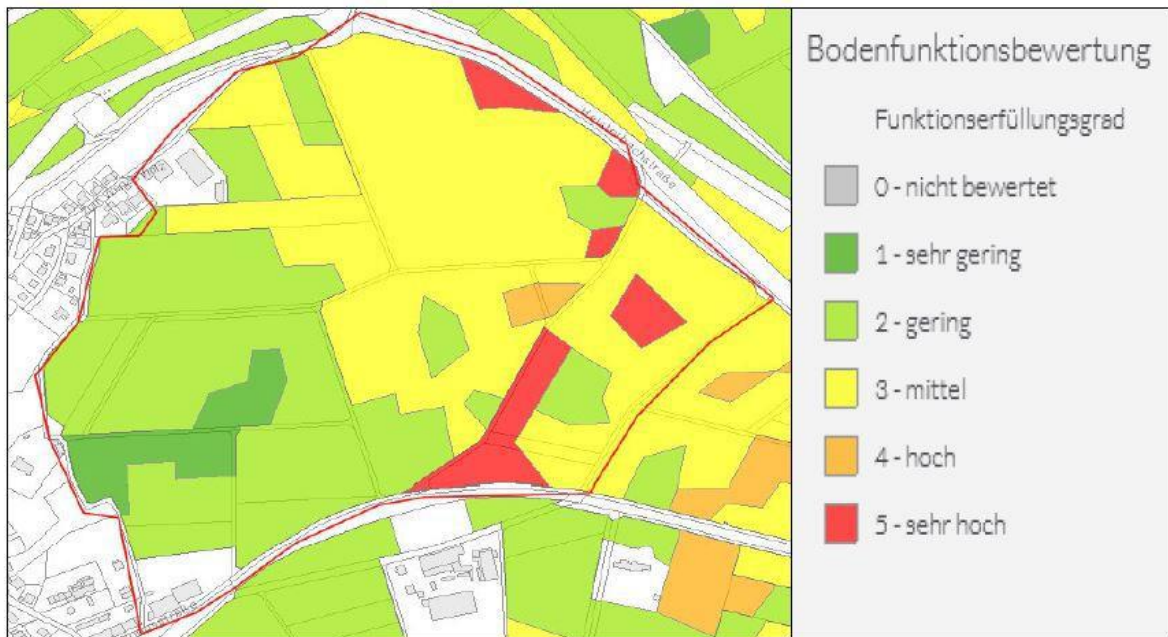 Bodenfunktionsbewertung
Funktionserfüllungsgrad
0 - nicht bewertet
1 - sehr gering
2 - gering
3 - mittel
4 - hoch
5 - sehr hoch